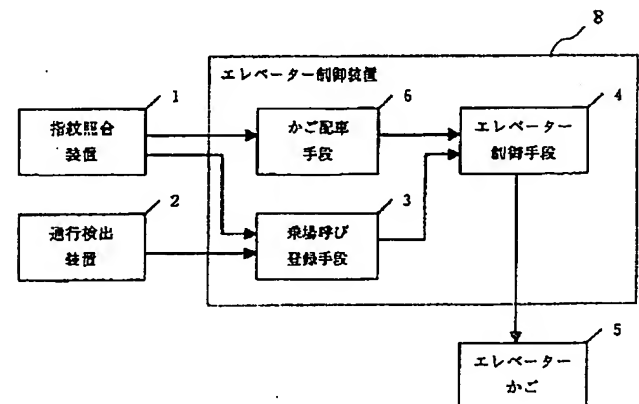 8
エレベーター制御装置
1
指紋照合
装置
6
かご配車
手段
4
エレベーター
制御手段
2
通行検出
装置
3
乗場呼び
登録手段
5
エレベーター
かご